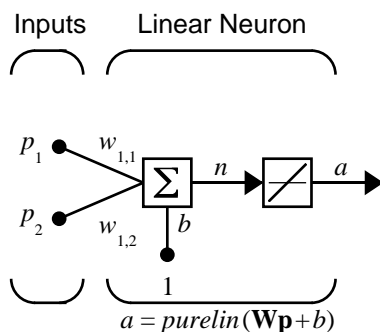 Inputs Linear Neuron
p1 w1,1
Σ n a
p2 w1,2 b
1
a = purelin(Wp+b)